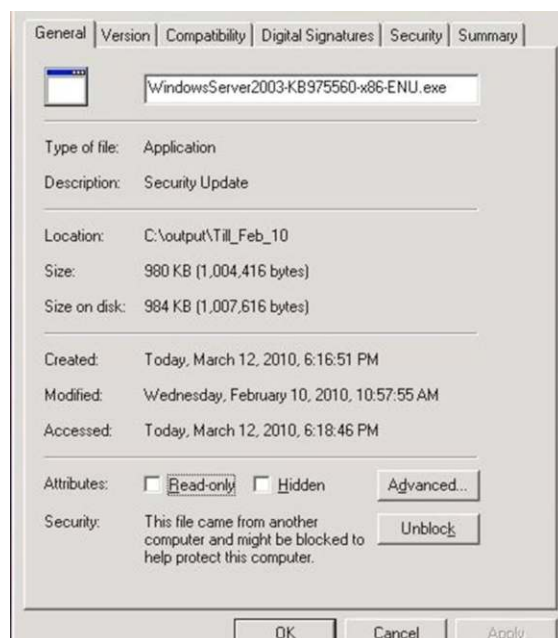 General Version Compatibility Digital Signatures Security Summary
WindowsServer2003-KB975560-x86-ENU.exe
Type of file: Application
Description: Security Update
Location: C:\output\Till_Feb_10
Size: 980 KB (1,004,416 bytes)
Size on disk: 984 KB (1,007,616 bytes)
Created: Today, March 12, 2010, 6:16:51 PM
Modified: Wednesday, February 10, 2010, 10:57:55 AM
Accessed: Today, March 12, 2010, 6:18:46 PM
Attributes: Read-only Hidden Advanced...
Security: This file came from another
computer and might be blocked to
help protect this computer.
Unblock
OK Cancel Apply